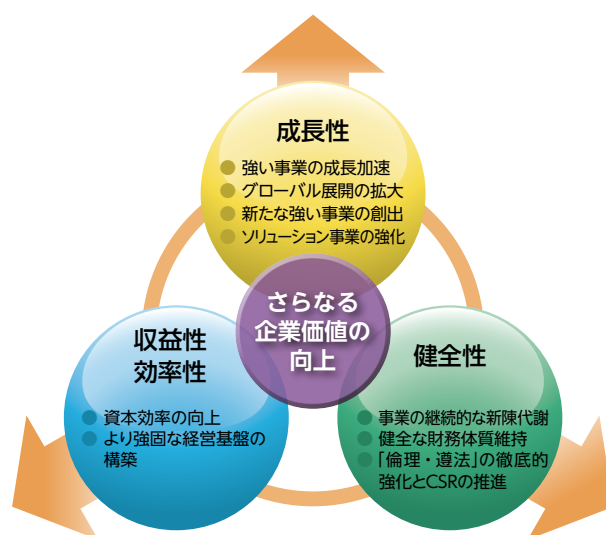 成長性
● 強い事業の成長加速
● グローバル展開の拡大
● 新たな強い事業の創出
● ソリューション事業の強化
さらなる
企業価値の
向上
収益性
効率性
● 資本効率の向上
● より強固な経営基盤の
構築
健全性
● 事業の継続的な新陳代謝
● 健全な財務体質維持
● 「倫理・遵法」の徹底的
強化とCSRの推進